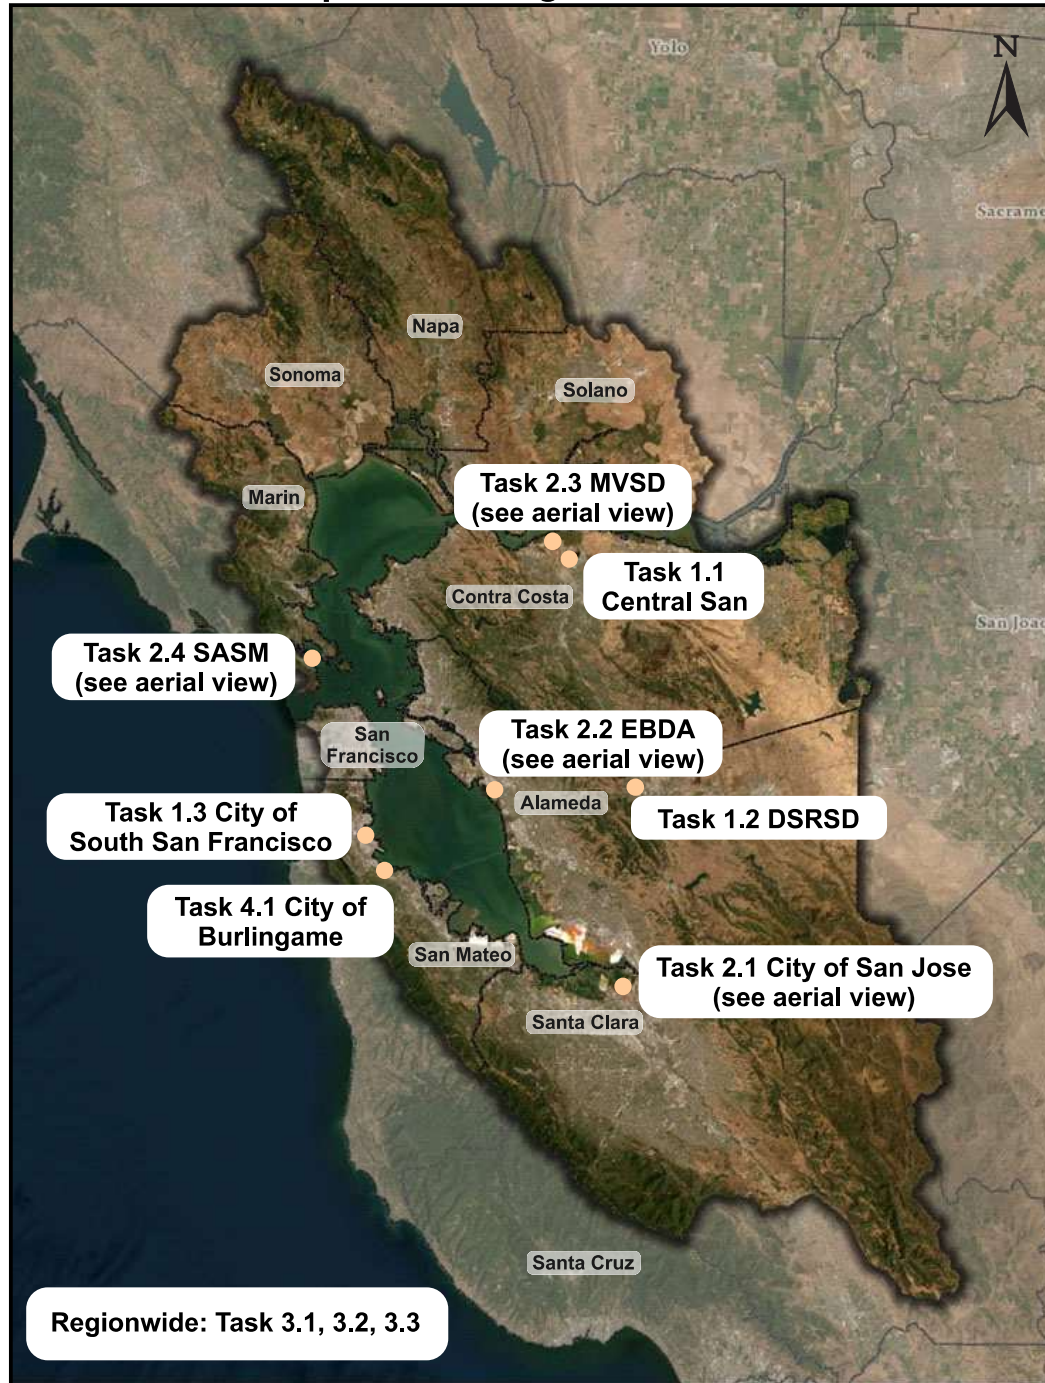 Yolo
N
Napa
Sonoma
Solano
Task 2.3 MVSD
(see aerial view)
Marin
Task 1.1
Central San
Contra Costa
Task 2.4 SASM
(see aerial view)
San
Francisco
Task 2.2 EBDA
(see aerial view)
Alameda
Task 1.2 DSRSD
Task 1.3 City of
South San Francisco
Task 4.1 City of
Burlingame
San Mateo
Task 2.1 City of San Jose
(see aerial view)
Santa Clara
Santa Cruz
Regionwide: Task 3.1, 3.2, 3.3